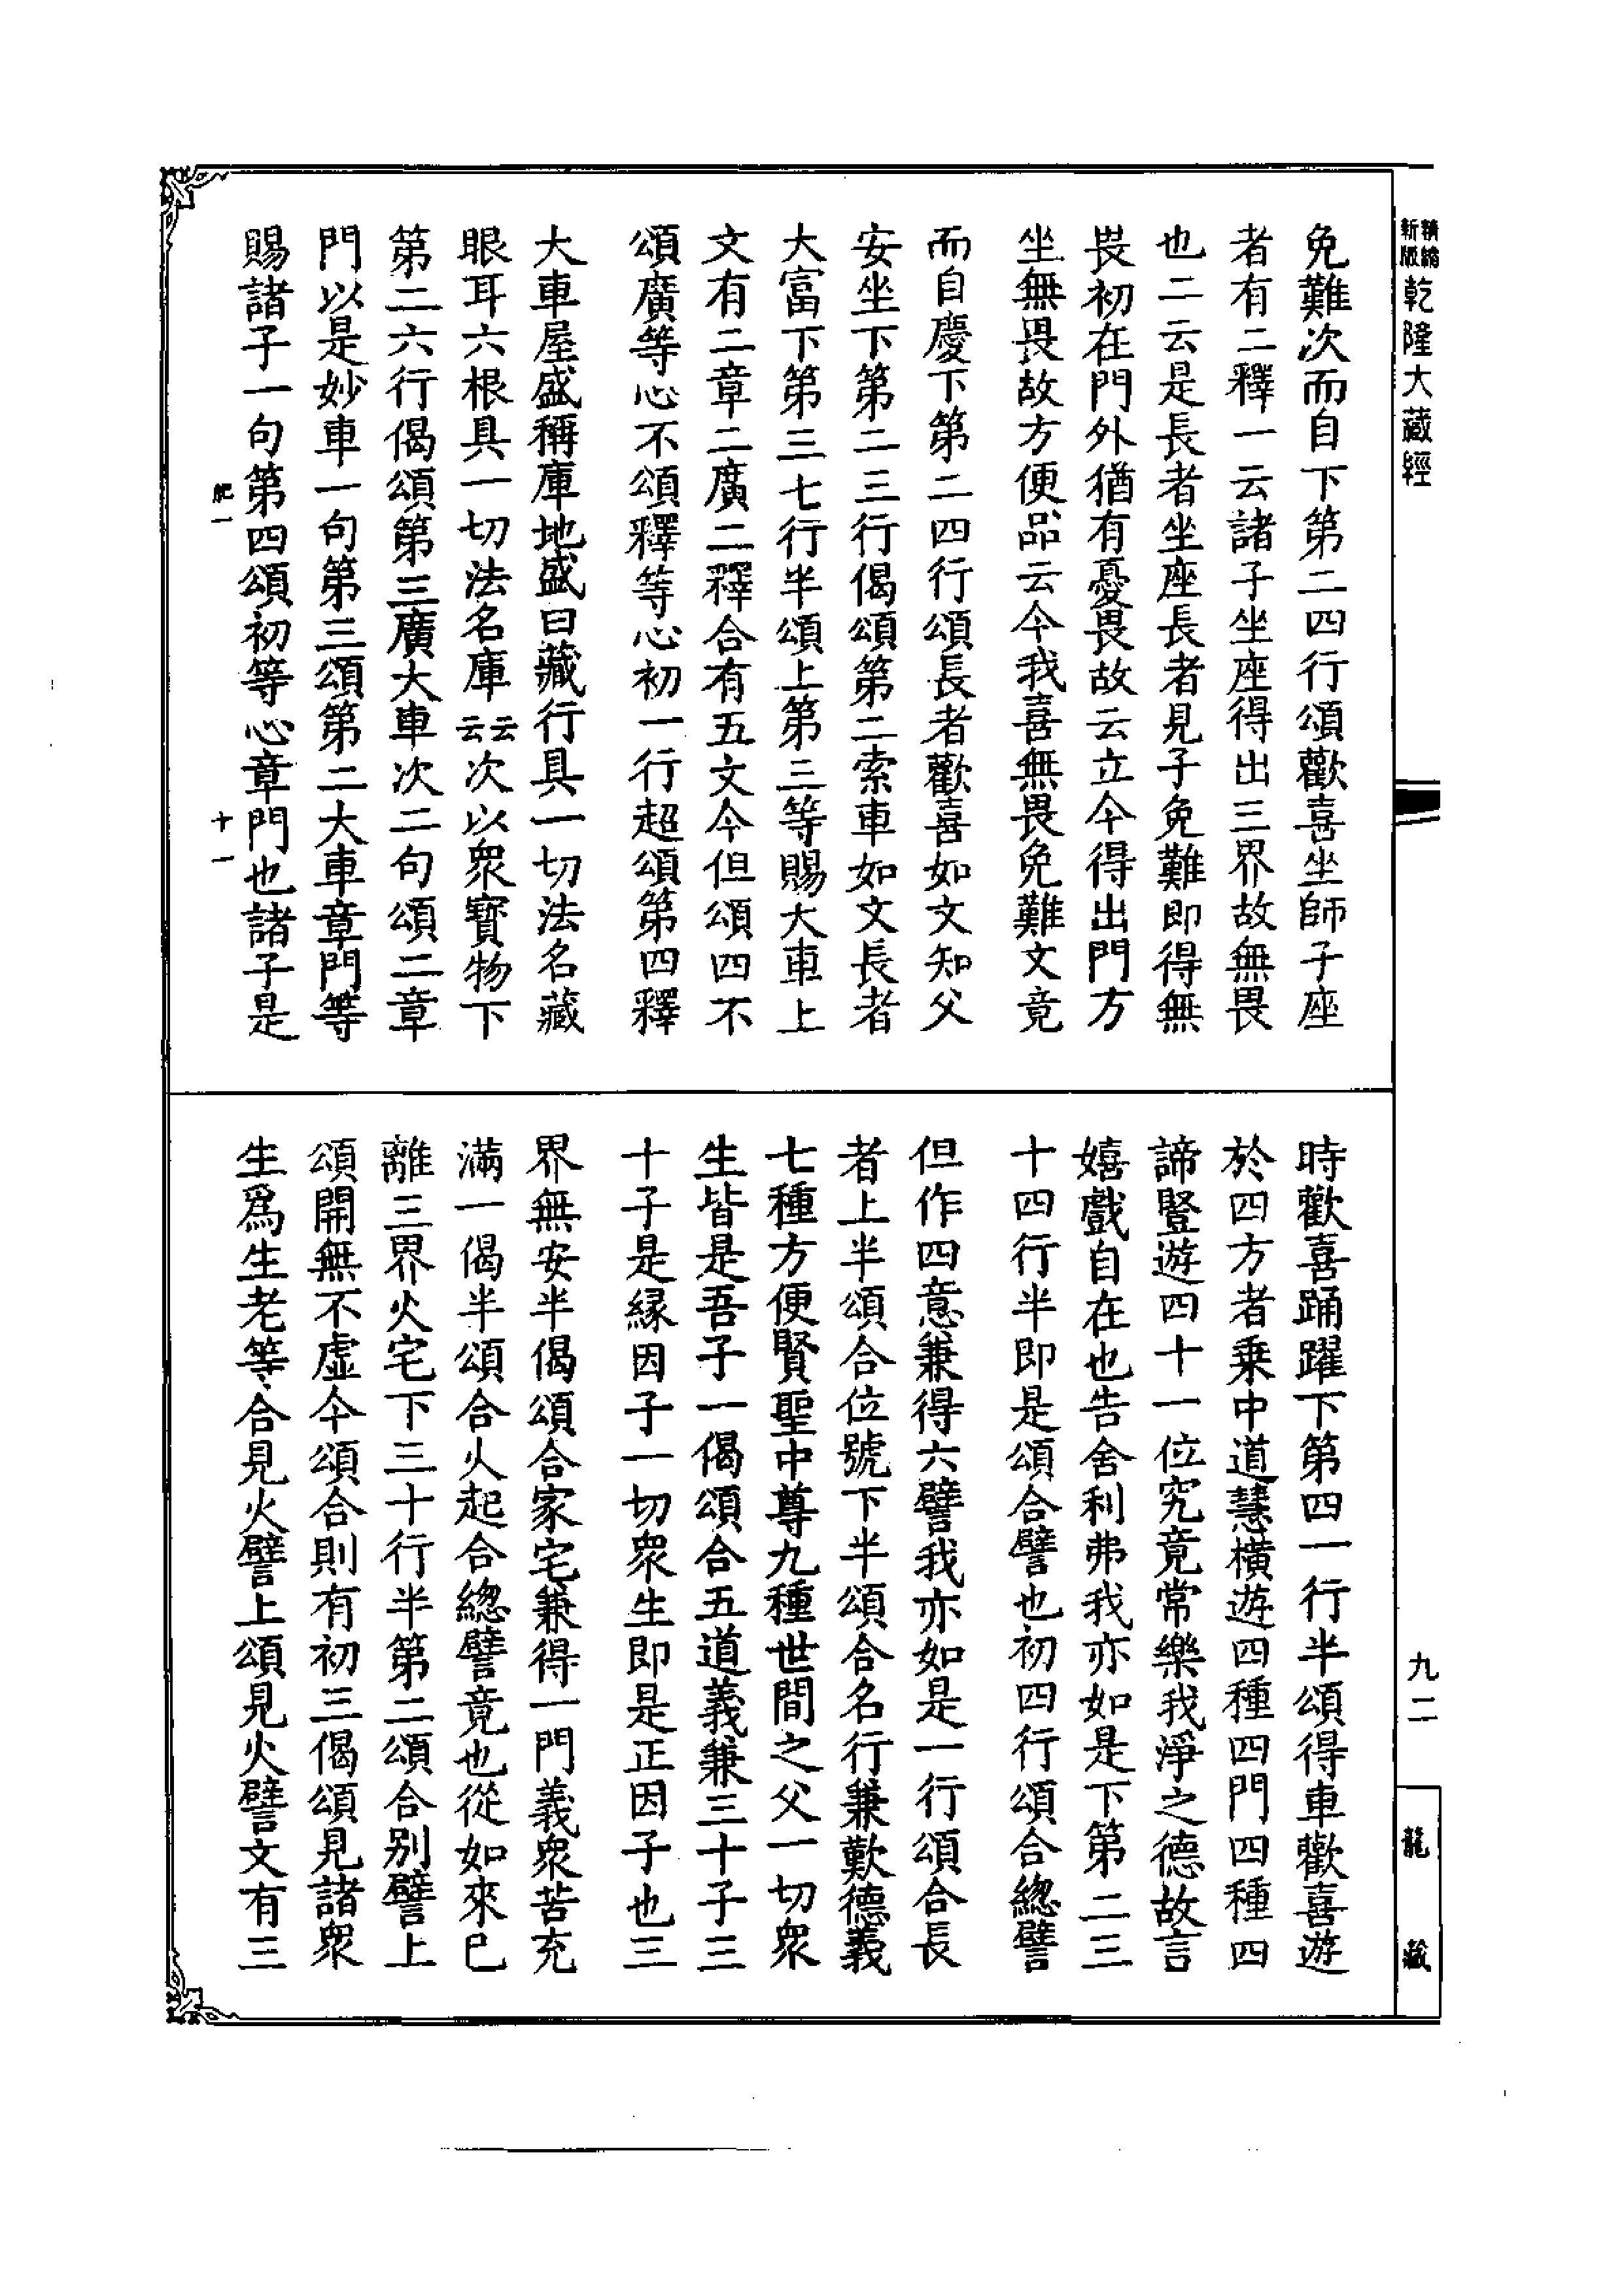 新版精縮乾隆大藏經
免難次而自下第二四行頌歡喜坐師子座
者有二釋一云諸子坐座得出三界故無畏
也二云是長者坐座長者見子免難即得無
畏初在門外猶有憂畏故云立今得出門方
坐無畏故方便品云今我喜無畏免難文竟
而自慶下第二四行頌長者歡喜如文知父
安坐下第二三行偈頌第二索車如文長者
大富下第三七行半頌上第三等賜大車上
文有二章二廣二釋合有五文今但頌四不
頌廣等心不頌釋等心初一行超頌第四釋
大車屋盛稱庫地盛曰藏行具一切法名藏
眼耳六根具一切法名庫云云次以衆寶物下
第二六行偈頌第三廣大車次二句頌二章
門以是妙車一句第三頌第二大車章門等
賜諸子一句第四頌初等心章門也諸子是
肥一 十一
時歡喜踊躍下第四一行半頌得車歡喜遊
於四方者乗中道慧橫遊四種四門四種四
諦豎遊四十一位究竟常樂我淨之德故言
嬉戲自在也告舍利弗我亦如是下第二三
十四行半即是頌合譬也初四行頌合總譬
但作四意兼得六譬我亦如是一行頌合長
者上半頌合位號下半頌合名行兼歎德義
七種方便賢聖中尊九種世間之父一切衆
生皆是吾子一偈頌合五道義兼三十子三
十子是緣因子一切衆生即是正因子也三
界無安半偈頌合家宅兼得一門義衆苦充
滿一偈半頌合火起合總譬竟也從如來已
離三界火宅下三十行半第二頌合別譬上
頌開無不虛今頌合則有初三偈頌見諸衆
生爲生老等合見火譬上頌見火譬文有三
九二
龍藏